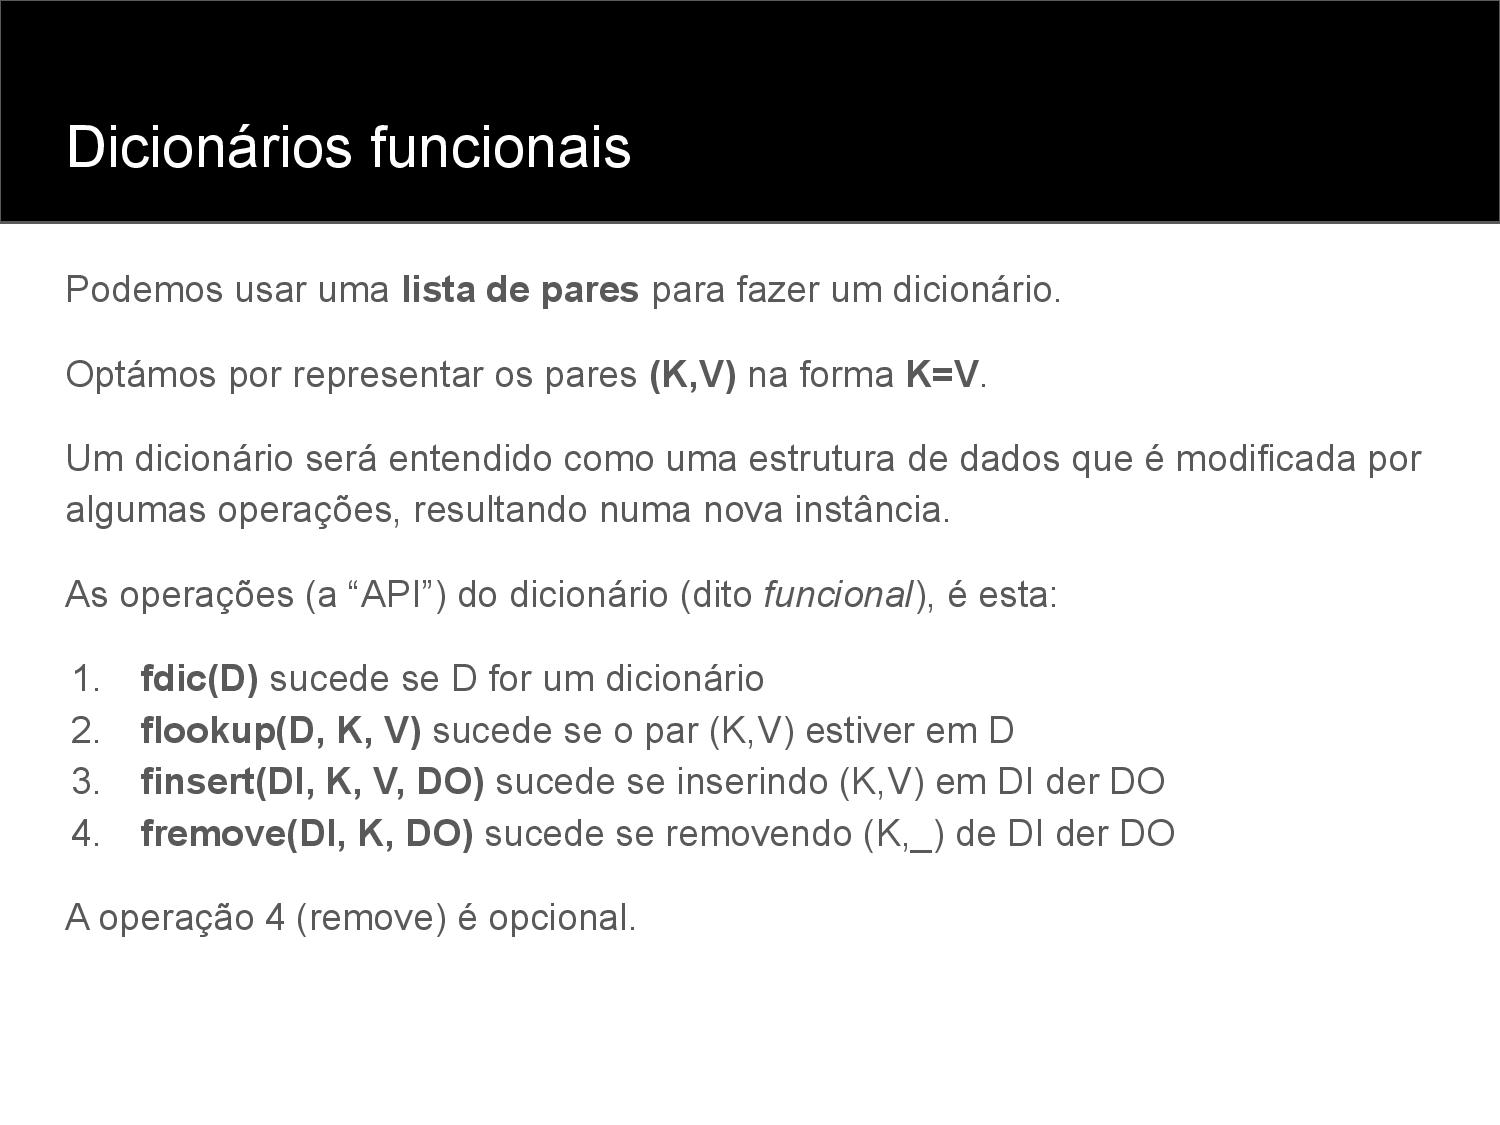 Dicionários funcionais
Podemos usar uma lista de pares para fazer um dicionário.
Optámos por representar os pares (K,V) na forma K=V.
Um dicionário será entendido como uma estrutura de dados que é modificada por
algumas operações, resultando numa nova instância.
As operações (a “API”) do dicionário (dito funcional), é esta:
1. fdic(D) sucede se D for um dicionário
2. flookup(D, K, V) sucede se o par (K,V) estiver em D
3. finsert(DI, K, V, DO) sucede se inserindo (K,V) em DI der DO
4. fremove(DI, K, DO) sucede se removendo (K,_) de DI der DO
A operação 4 (remove) é opcional.